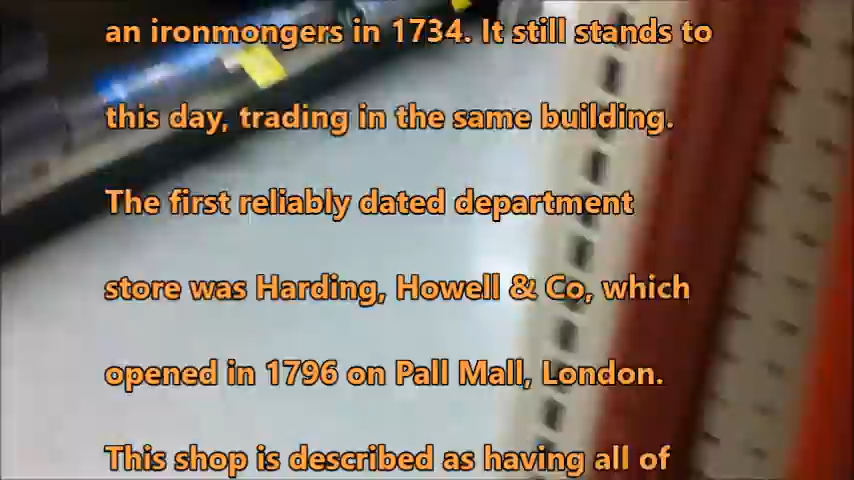 an ironmongers in 1734. It still stands to
this day, trading in the same building.
The first reliably dated department
store was Harding, Howell & Co, which
opened in 1796 on Pall Mall, London.
This shop is described as having all of